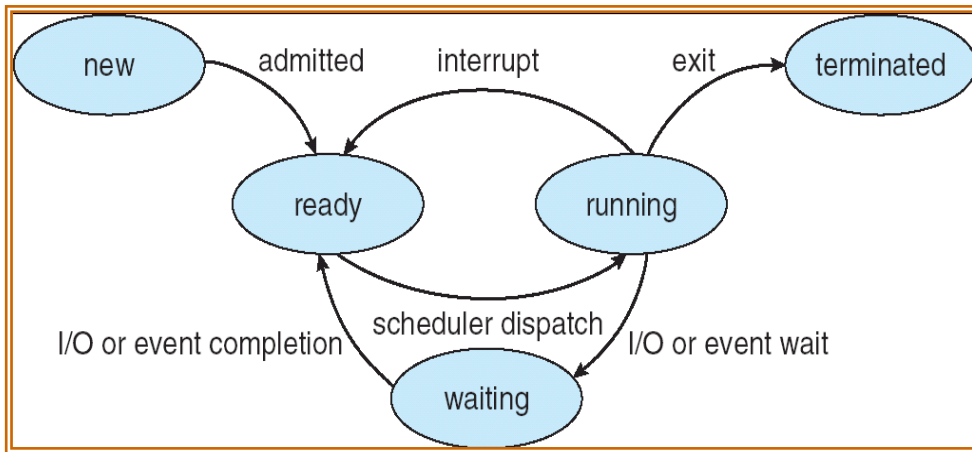 new
admitted
interrupt
exit
terminated
ready
running
I/O or event completion
scheduler dispatch
I/O or event wait
waiting